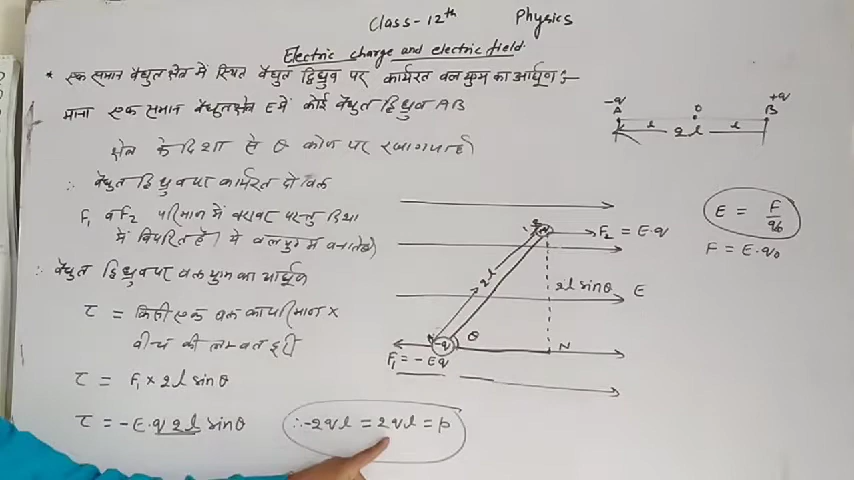 Class-12th Physics
Electric charge and electric field.
* एक समान वैद्युत क्षेत्र में स्थित वैद्युत द्विध्रुव पर कार्यरत बल युग्म का आघूर्ण :-
माना एक समान वैद्युत क्षेत्र E में कोई वैद्युत द्विध्रुव AB
क्षेत्र के दिशा से θ कोण पर रखा गया है
∴ वैद्युत द्विध्रुव पर कार्यरत दो बल
F₁ व F₂ परिमाण में बराबर परन्तु दिशा
में विपरित है। ये बल युग्म बनाते है।
∴ वैद्युत द्विध्रुव पर बल युग्म का आघूर्ण
τ = किसी एक बल का परिमाण ×
बीच की लम्बवत दूरी
τ = F₁ × 2l sinθ
τ = -E.q 2l sinθ
∴ -2ql = 2ql = p
-q +q
A O B
l 2l l
F₂ = E.q
2l
2l sinθ E
θ
-q N
F₁ = -Eq
E = F/q₀
F = E.q₀